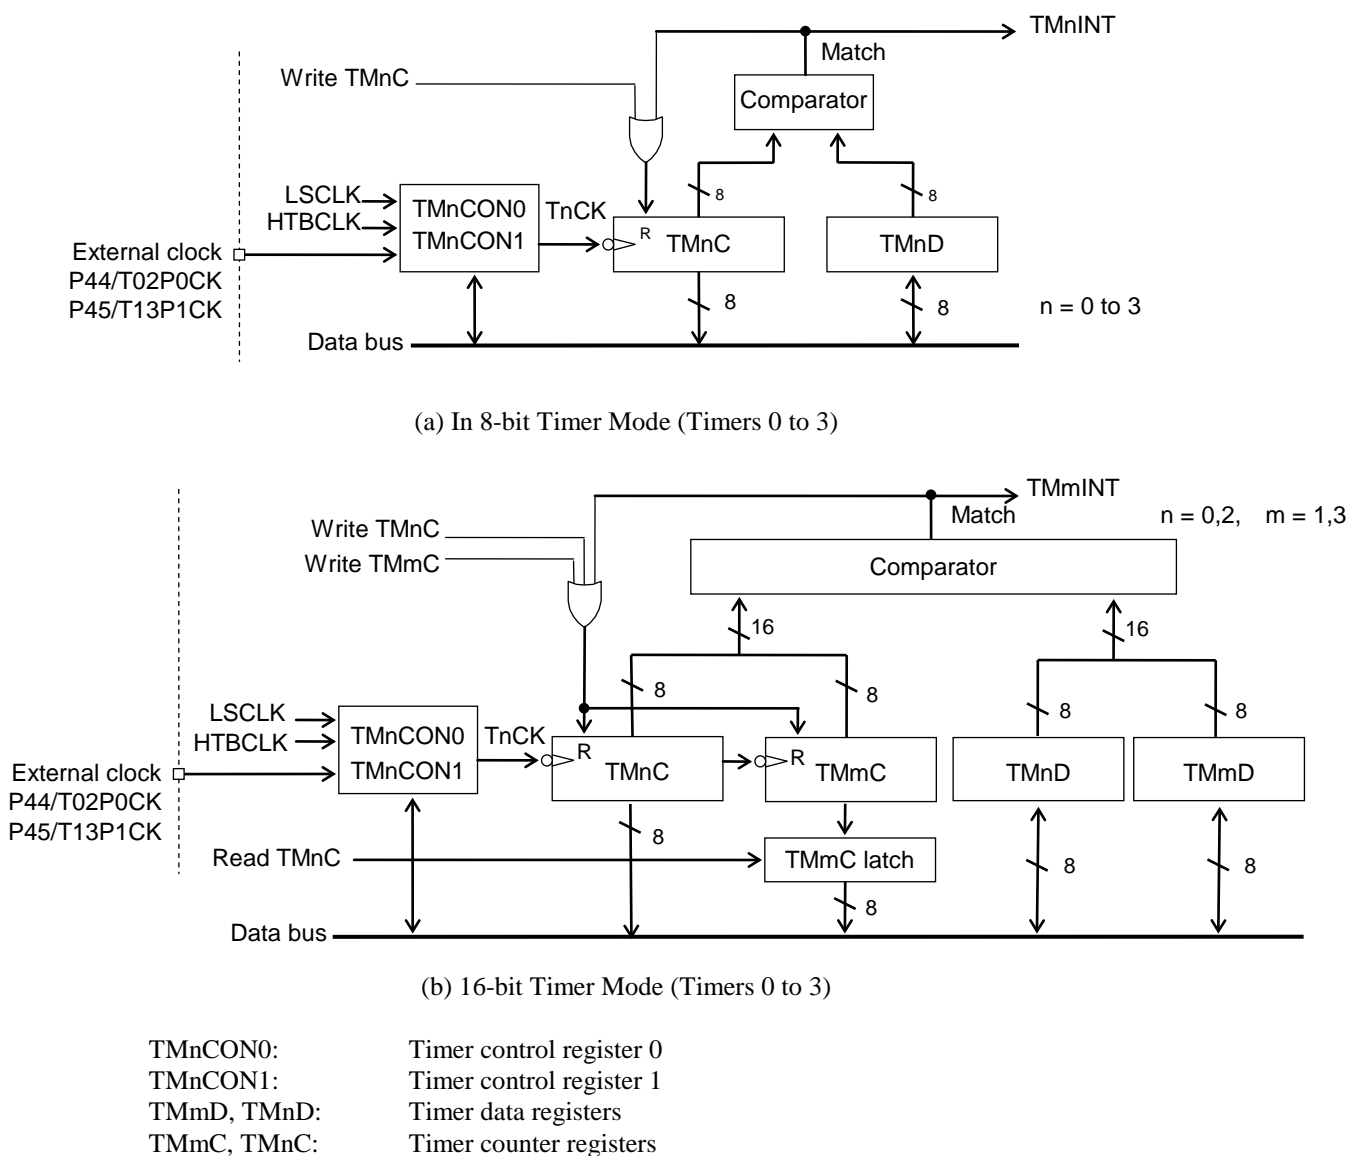 TMnINT
Match
Write TMnC
Comparator
8
8
LSCLK
HTBCLK
TMnCON0
TMnCON1
TnCK
R
TMnC
TMnD
External clock
P44/T02P0CK
P45/T13P1CK
8
8
n = 0 to 3
Data bus
(a) In 8-bit Timer Mode (Timers 0 to 3)
TMmINT
Match
n = 0,2, m = 1,3
Write TMnC
Write TMmC
Comparator
16
16
8
8
8
8
LSCLK
HTBCLK
TMnCON0
TMnCON1
TnCK
R
TMnC
R
TMmC
TMnD
TMmD
External clock
P44/T02P0CK
P45/T13P1CK
8
Read TMnC
TMmC latch
8
8
8
Data bus
(b) 16-bit Timer Mode (Timers 0 to 3)
TMnCON0: Timer control register 0
TMnCON1: Timer control register 1
TMmD, TMnD: Timer data registers
TMmC, TMnC: Timer counter registers